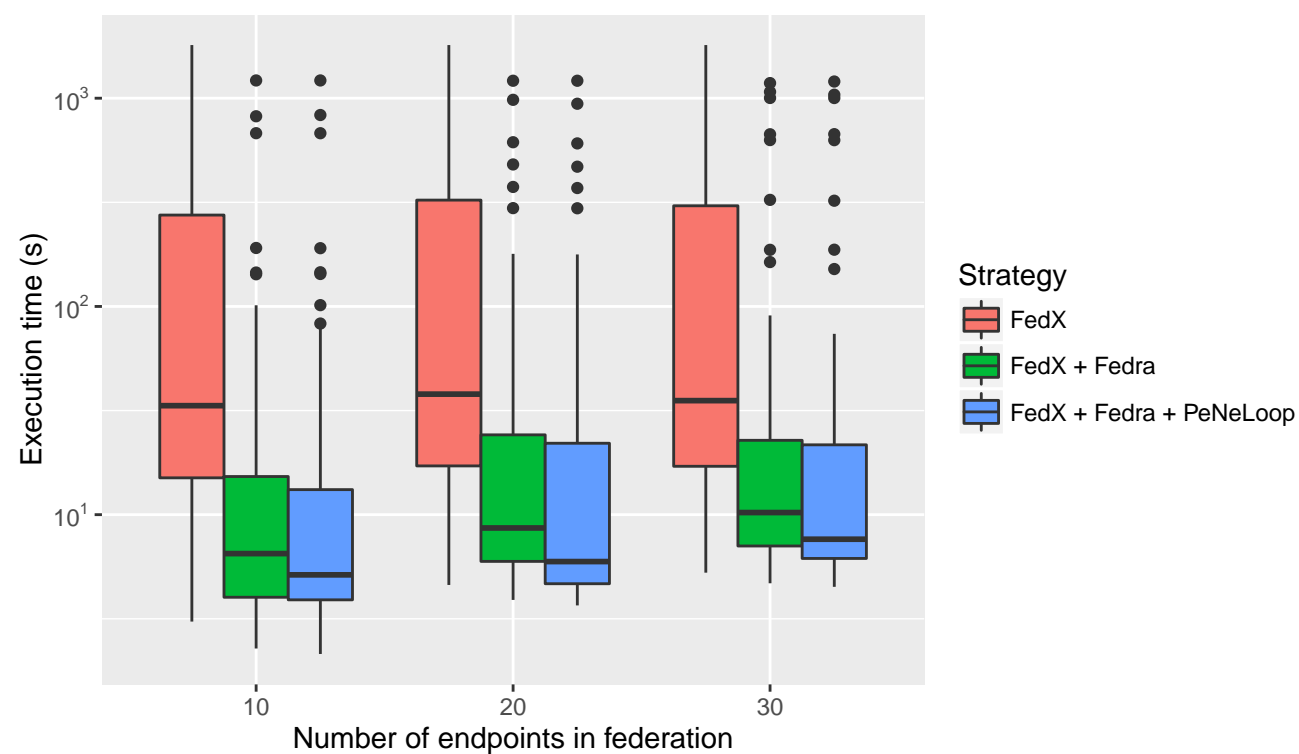 Execution time (s)
10³
10²
10¹
10
20
30
Number of endpoints in federation
Strategy
FedX
FedX + Fedra
FedX + Fedra + PeNeLoop